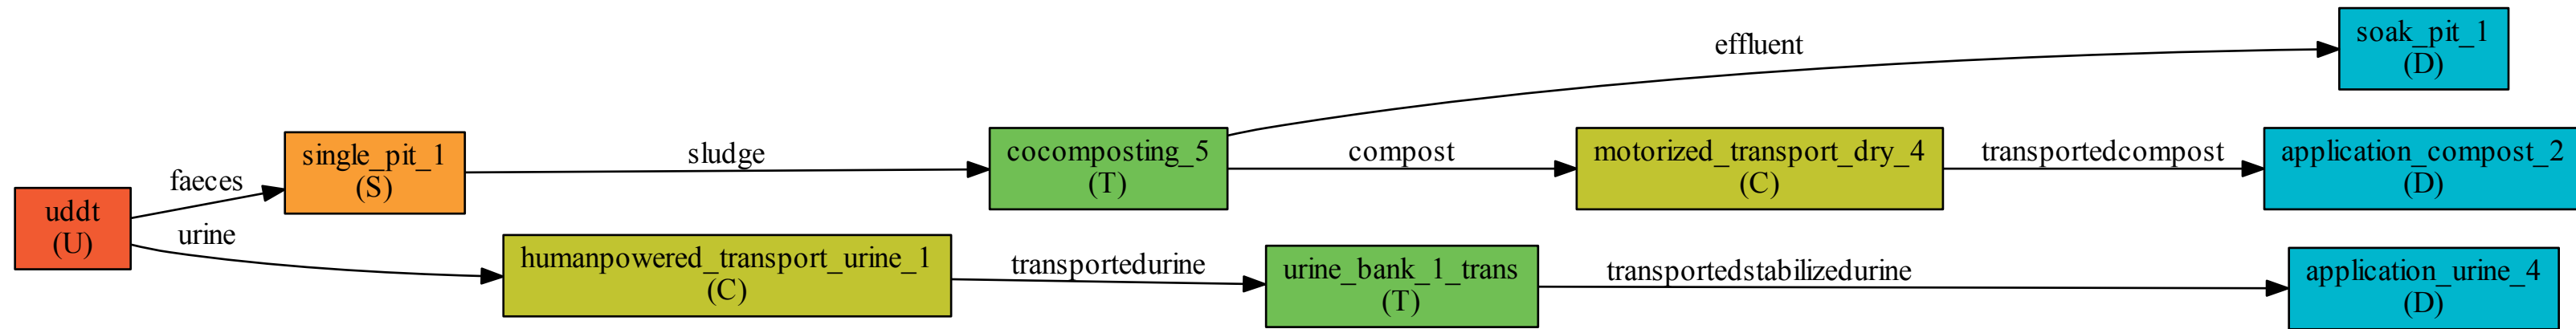 effluent
soak_pit_1
(D)
faeces
single_pit_1
(S)
sludge
cocomposting_5
(T)
compost
motorized_transport_dry_4
(C)
transportedcompost
application_compost_2
(D)
uddt
(U)
urine
humanpowered_transport_urine_1
(C)
transportedurine
urine_bank_1_trans
(T)
transportedstabilizedurine
application_urine_4
(D)